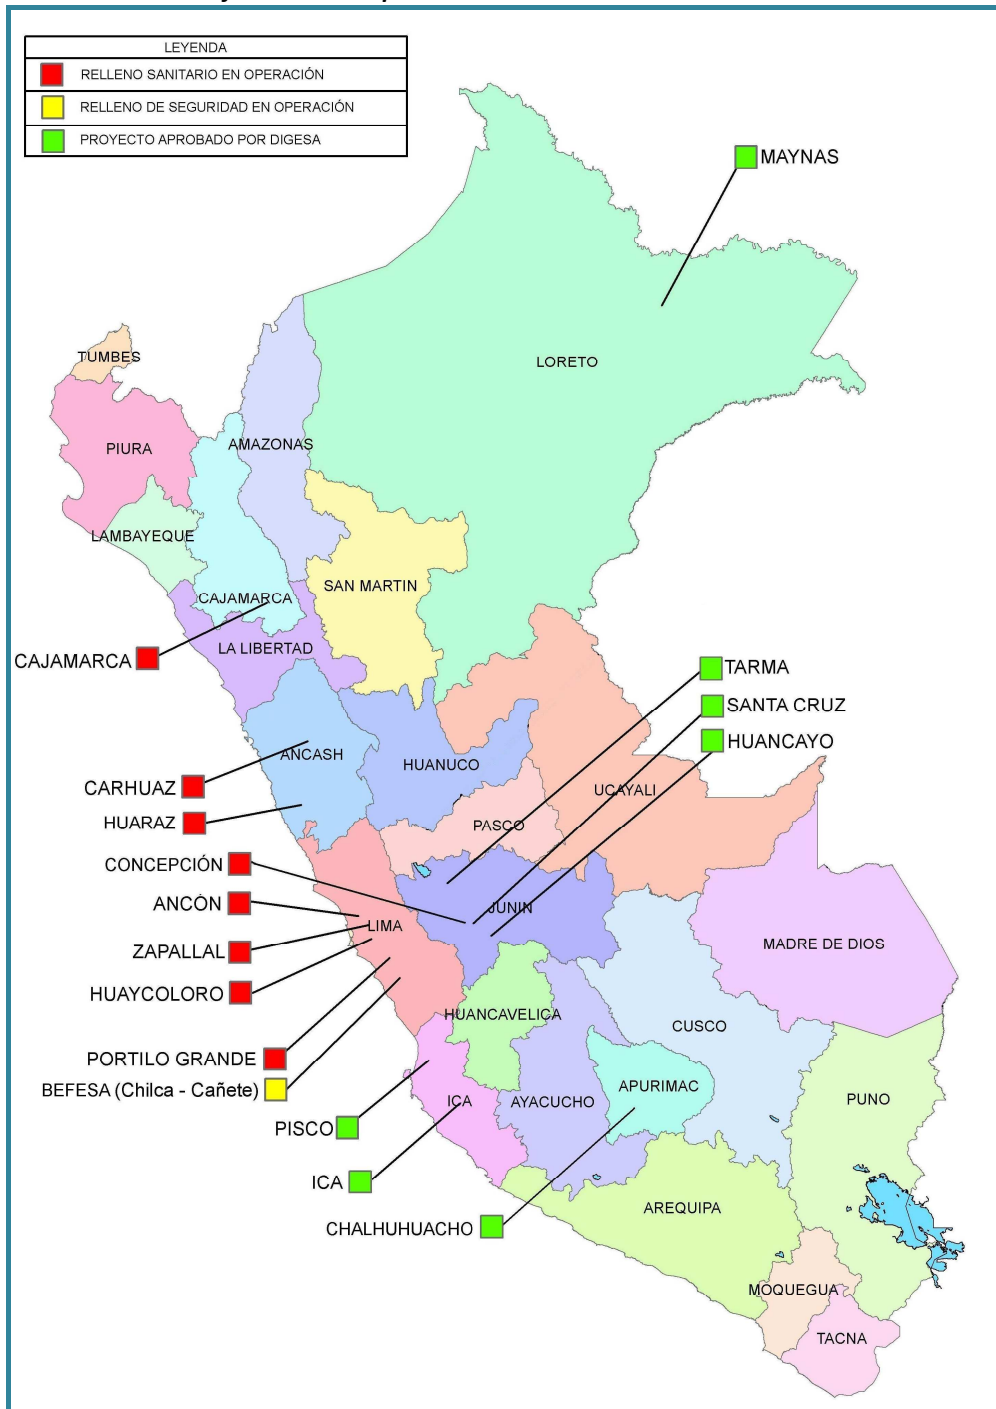 LEYENDA
RELLENO SANITARIO EN OPERACIÓN
RELLENO DE SEGURIDAD EN OPERACIÓN
PROYECTO APROBADO POR DIGESA
MAYNAS
TUMBES
LORETO
PIURA
AMAZONAS
LAMBAYEQUE
SAN MARTIN
CAJAMARCA
LA LIBERTAD
CAJAMARCA
TARMA
SANTA CRUZ
HUANCAYO
ANCASH
HUANUCO
CARHUAZ
UCAYALI
HUARAZ
PASCO
CONCEPCIÓN
ANCÓN
JUNIN
LIMA
ZAPALLAL
MADRE DE DIOS
HUAYCOLORO
HUANCAVELICA
CUSCO
PORTILO GRANDE
BEFESA (Chilca - Cañete)
APURIMAC
ICA
AYACUCHO
PUNO
PISCO
ICA
CHALHUHUACHO
AREQUIPA
MOQUEGUA
TACNA